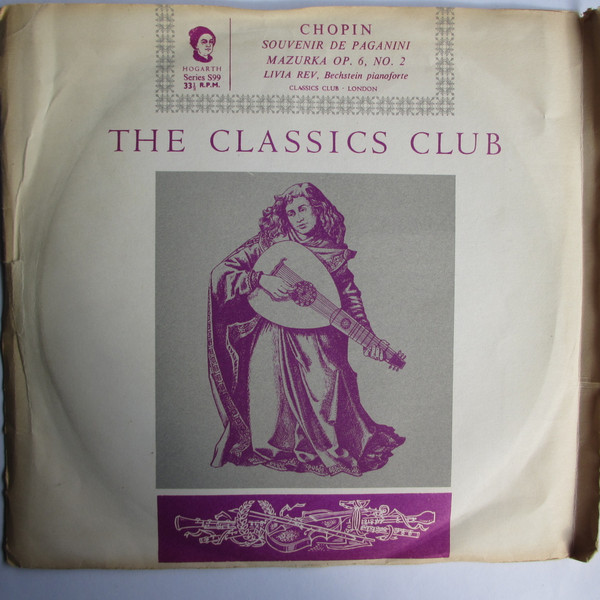 HOGARTH
Series S99
33⅓ R.P.M.
CHOPIN
SOUVENIR DE PAGANINI
MAZURKA OP. 6, NO. 2
LIVIA REV, Bechstein pianoforte
CLASSICS CLUB · LONDON
THE CLASSICS CLUB